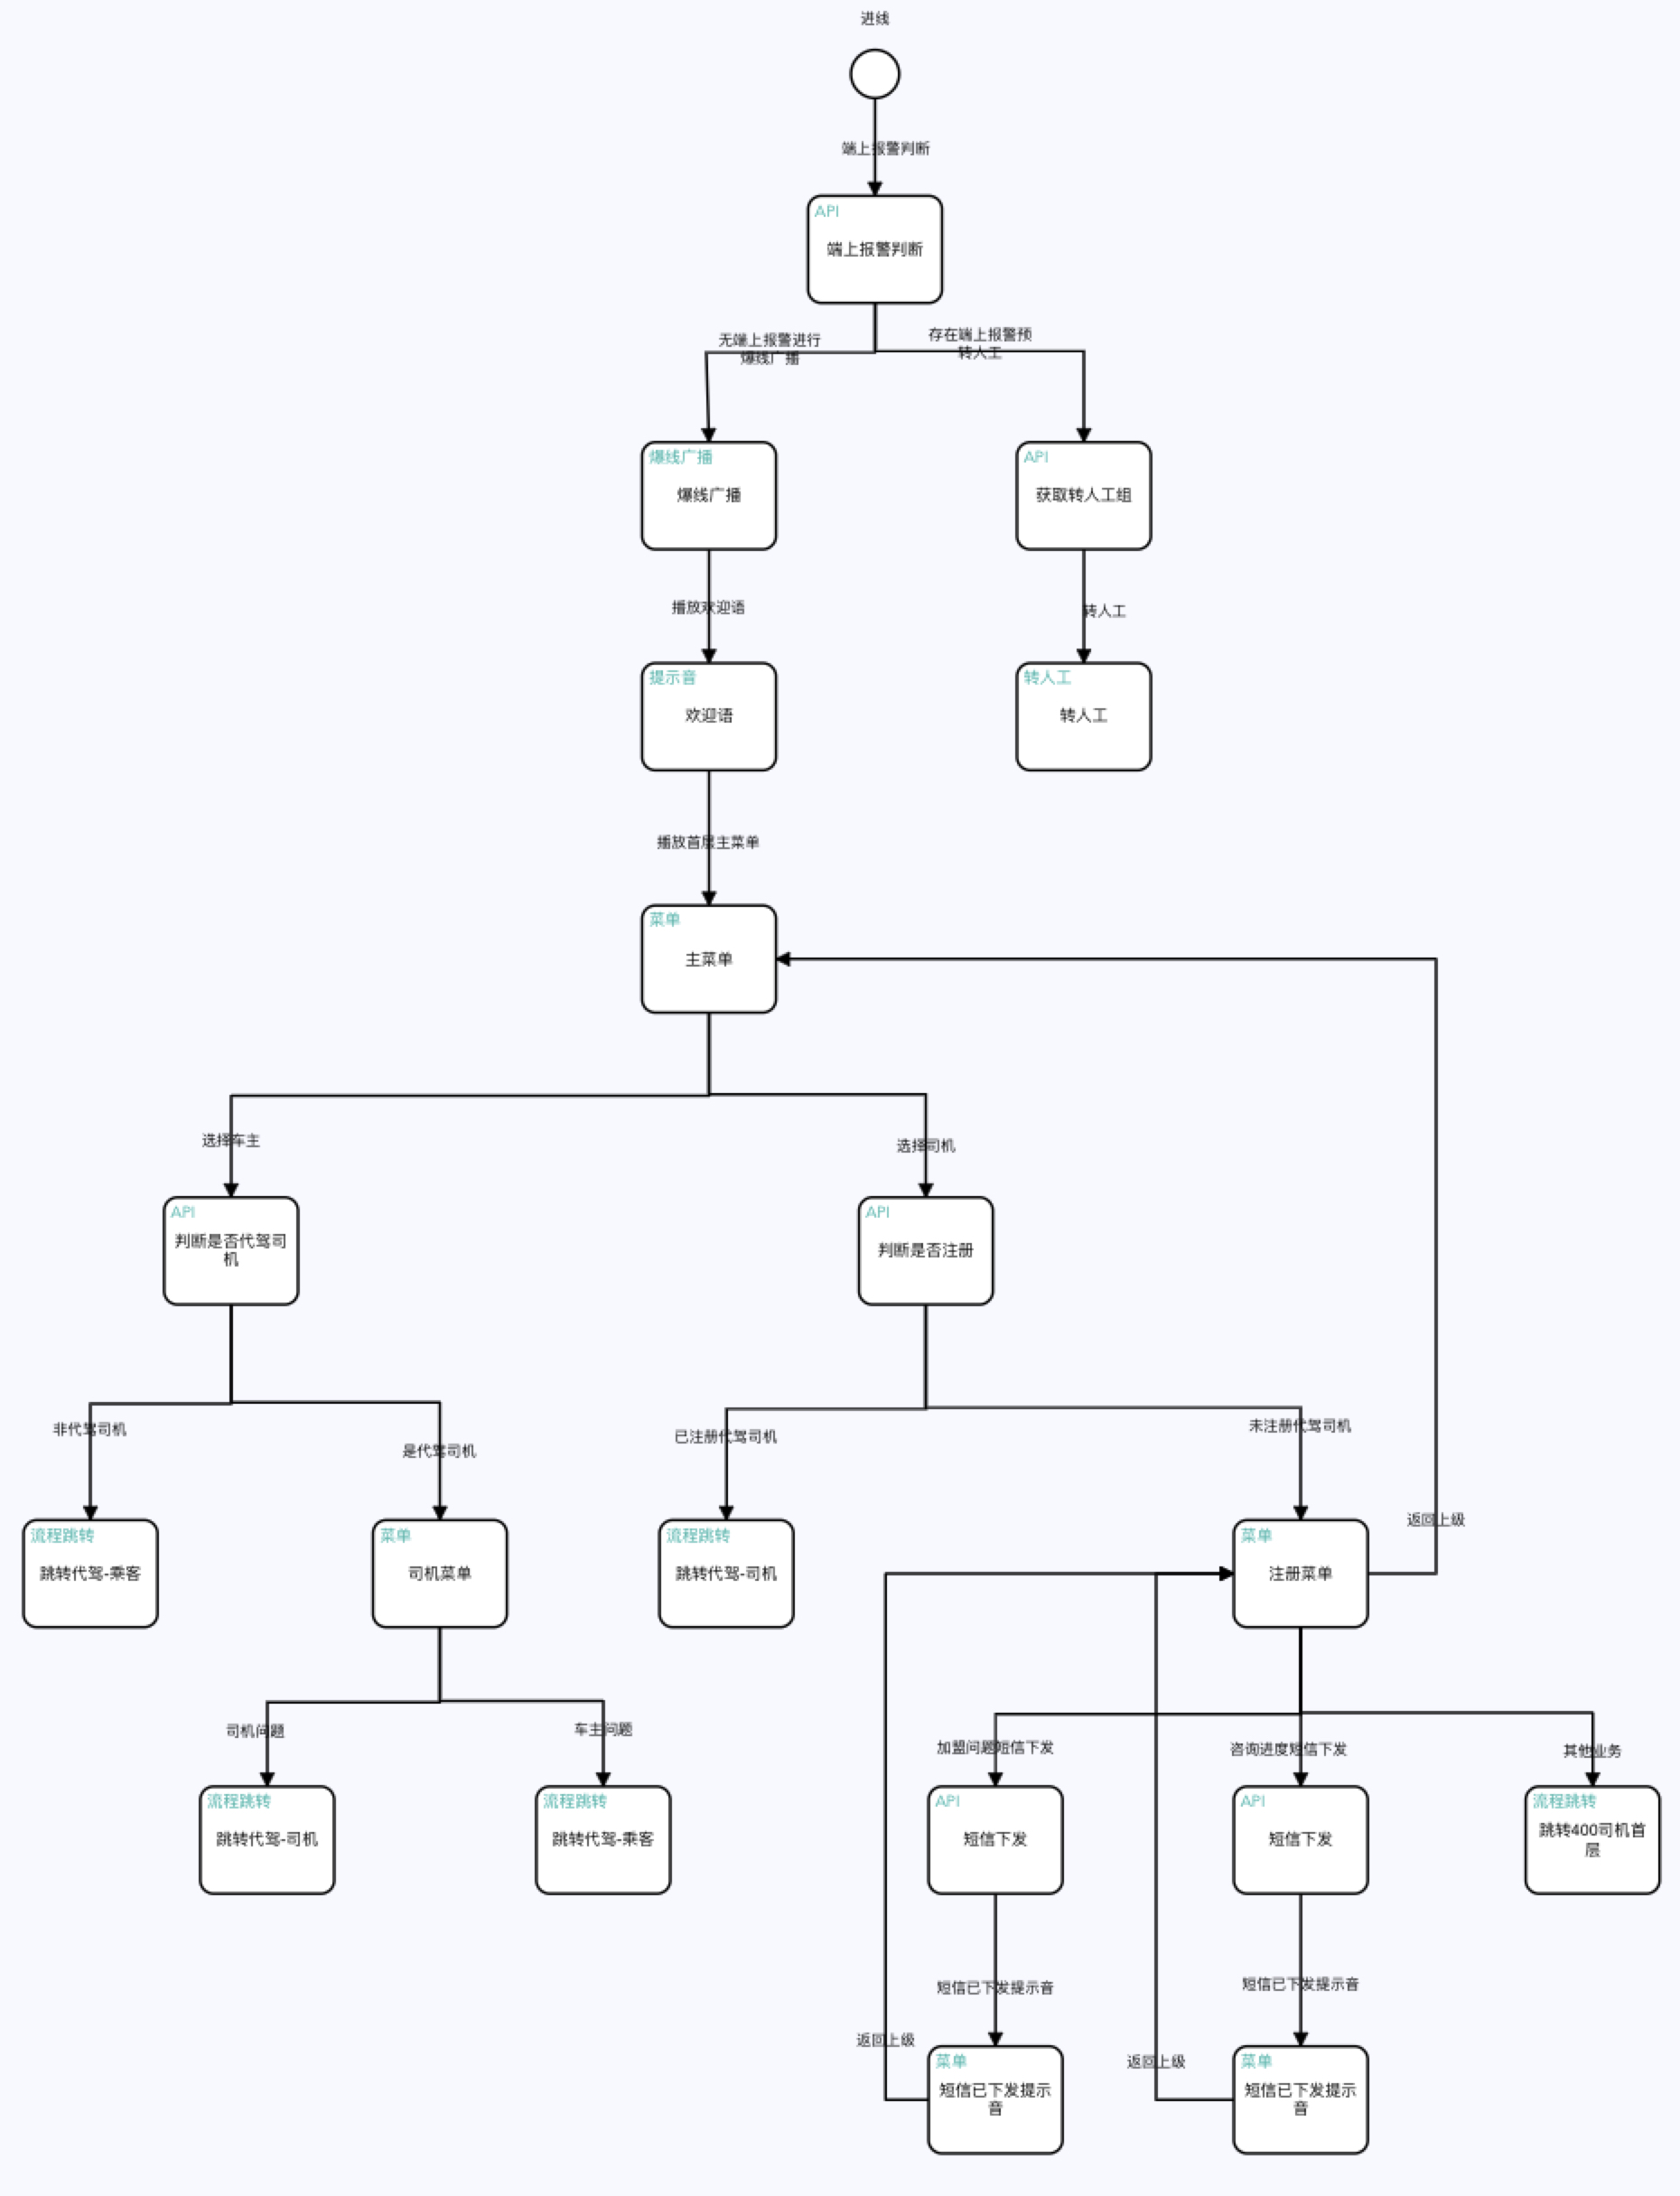 进线
端上报警判断
API
端上报警判断
无端上报警进行
爆线广播
存在端上报警预
转人工
爆线广播
爆线广播
API
获取转人工组
播放欢迎语
转人工
提示音
欢迎语
转人工
转人工
播放首层主菜单
菜单
主菜单
选择车主
选择司机
API
判断是否代驾司
机
API
判断是否注册
非代驾司机
是代驾司机
已注册代驾司机
未注册代驾司机
返回上级
流程跳转
跳转代驾-乘客
菜单
司机菜单
流程跳转
跳转代驾-司机
菜单
注册菜单
司机问题
车主问题
加盟问题短信下发
咨询进度短信下发
其他业务
流程跳转
跳转代驾-司机
流程跳转
跳转代驾-乘客
API
短信下发
API
短信下发
流程跳转
跳转400司机首
层
短信已下发提示音
短信已下发提示音
返回上级
返回上级
菜单
短信已下发提示
音
菜单
短信已下发提示
音